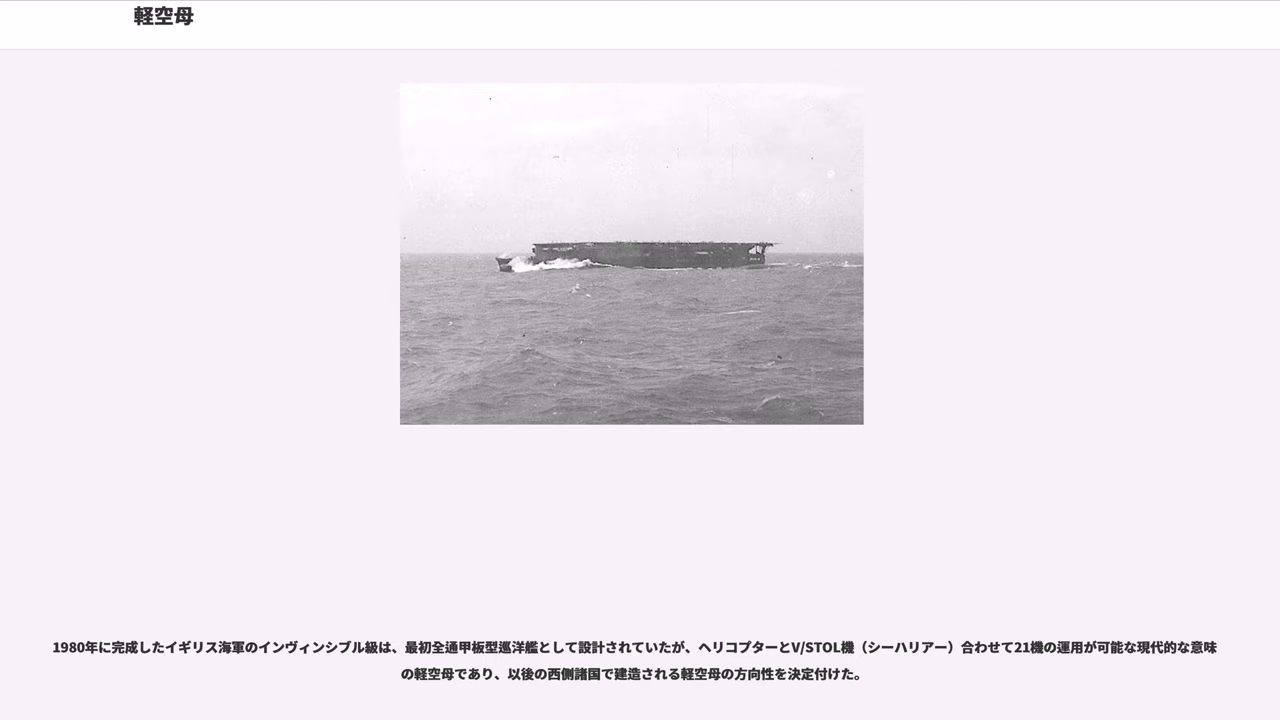 軽空母
1980年に完成したイギリス海軍のインヴィンシブル級は、最初全通甲板型巡洋艦として設計されていたが、ヘリコプターとV/STOL機（シーハリアー）合わせて21機の運用が可能な現代的な意味
の軽空母であり、以後の西側諸国で建造される軽空母の方向性を決定付けた。